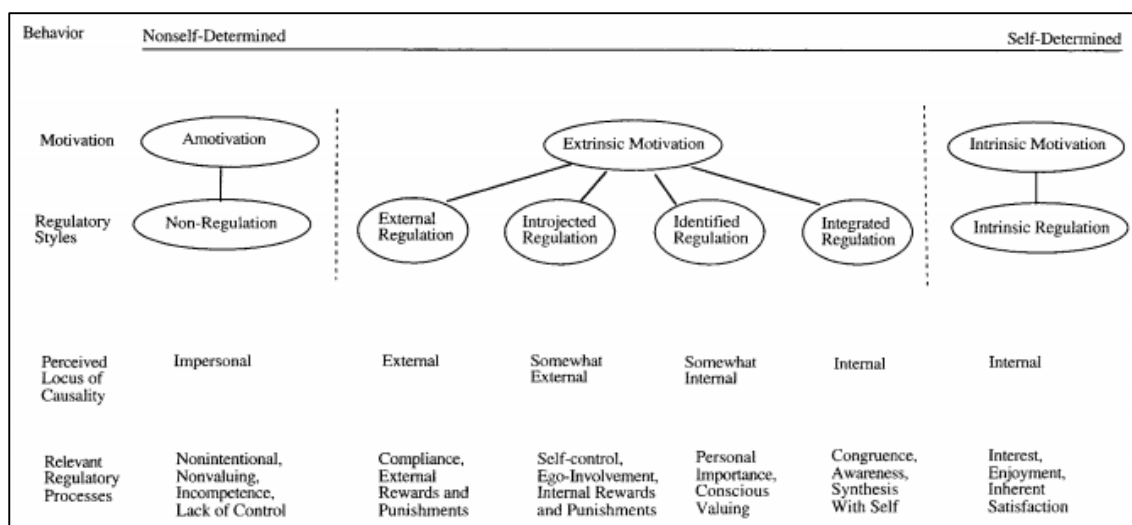 Behavior Nonself-Determined Self-Determined
Motivation Amotivation Extrinsic Motivation Intrinsic Motivation
Regulatory
Styles
Non-Regulation
External
Regulation
Introjected
Regulation
Identified
Regulation
Integrated
Regulation
Intrinsic Regulation
Perceived
Locus of
Causality
Impersonal
External
Somewhat
External
Somewhat
Internal
Internal
Internal
Relevant
Regulatory
Processes
Nonintentional,
Nonvaluing,
Incompetence,
Lack of Control
Compliance,
External
Rewards and
Punishments
Self-control,
Ego-Involvement,
Internal Rewards
and Punishments
Personal
Importance,
Conscious
Valuing
Congruence,
Awareness,
Synthesis
With Self
Interest,
Enjoyment,
Inherent
Satisfaction